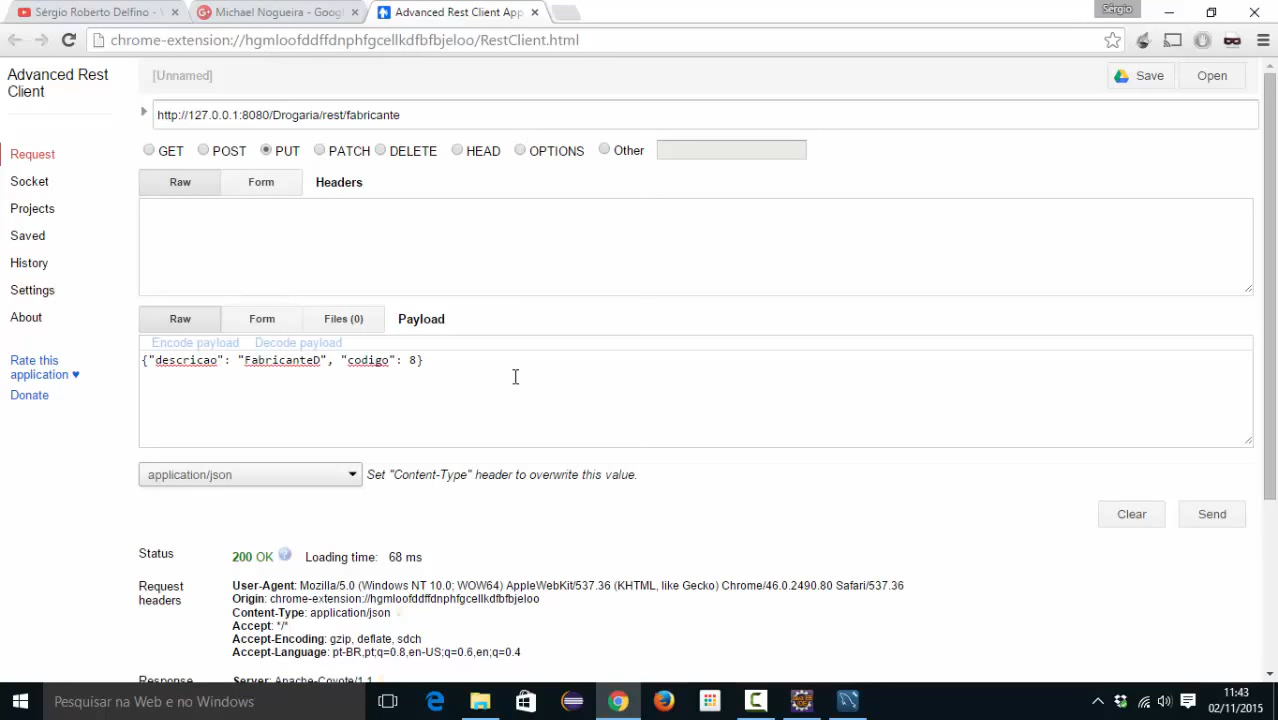 Sérgio Roberto Delfino -
Michael Nogueira - Goog
Advanced Rest Client App
Sérgio
chrome-extension://hgmloofddffdnphfgcellkdfbfbjeloo/RestClient.html
Advanced Rest
Client
[Unnamed]
Save
Open
http://127.0.0.1:8080/Drogaria/rest/fabricante
GET POST PUT PATCH DELETE HEAD OPTIONS Other
Request
Socket
Projects
Saved
History
Settings
About
Rate this
application ♥
Donate
Raw Form Headers
Raw Form Files (0) Payload
Encode payload Decode payload
{"descricao": "FabricanteD", "codigo": 8}
application/json
Set "Content-Type" header to overwrite this value.
Clear
Send
Status
200 OK Loading time: 68 ms
Request
headers
User-Agent: Mozilla/5.0 (Windows NT 10.0; WOW64) AppleWebKit/537.36 (KHTML, like Gecko) Chrome/46.0.2490.80 Safari/537.36
Origin: chrome-extension://hgmloofddffdnphfgcellkdfbfbjeloo
Content-Type: application/json
Accept: */*
Accept-Encoding: gzip, deflate, sdch
Accept-Language: pt-BR,pt;q=0.8,en-US;q=0.6,en;q=0.4
Response
Server: Apache-Coyote/1.1
Pesquisar na Web e no Windows
11:43
02/11/2015